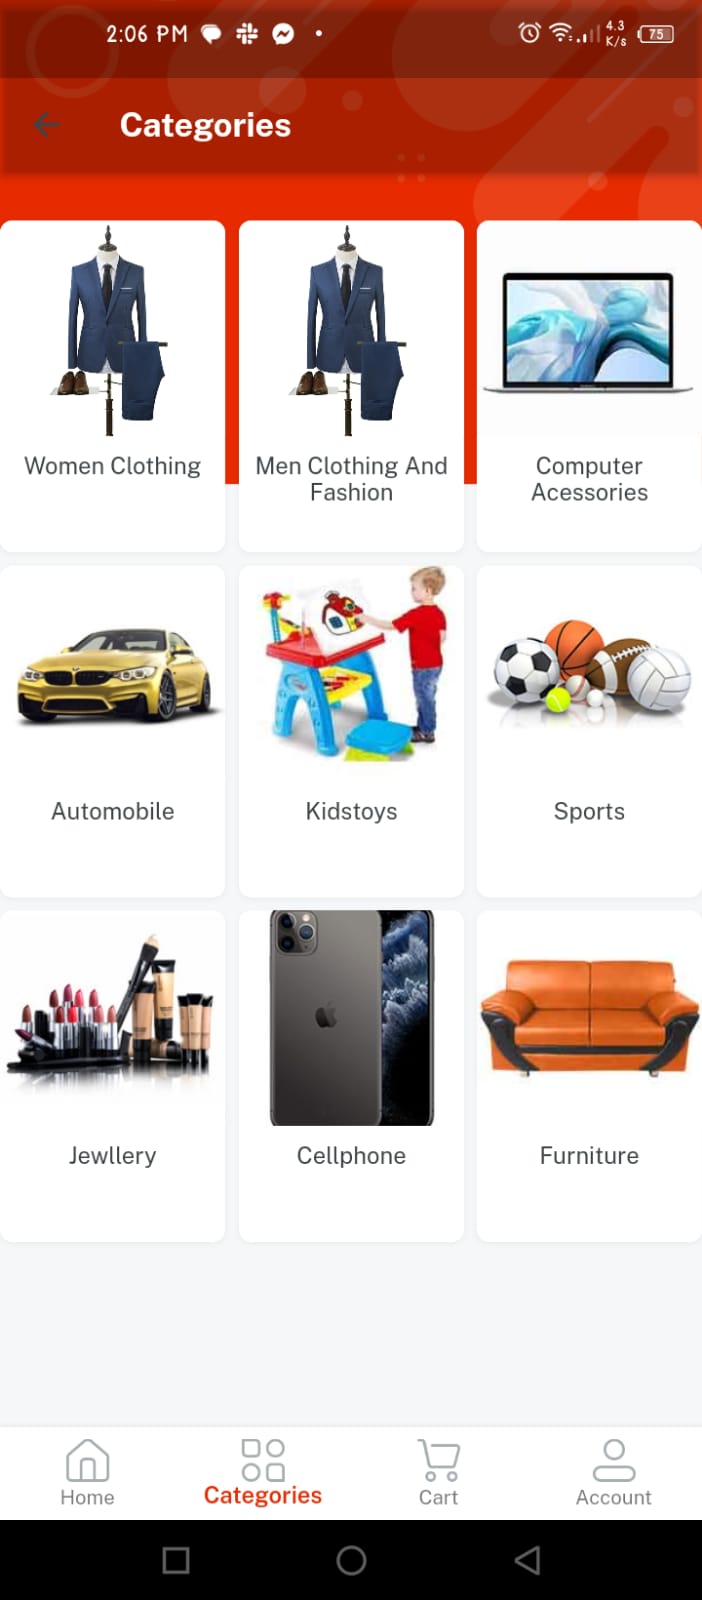 2:06 PM
4.3
K/s
75
Categories
Women Clothing
Men Clothing And
Fashion
Computer
Acessories
Automobile
Kidstoys
Sports
Jewllery
Cellphone
Furniture
Home
Categories
Cart
Account